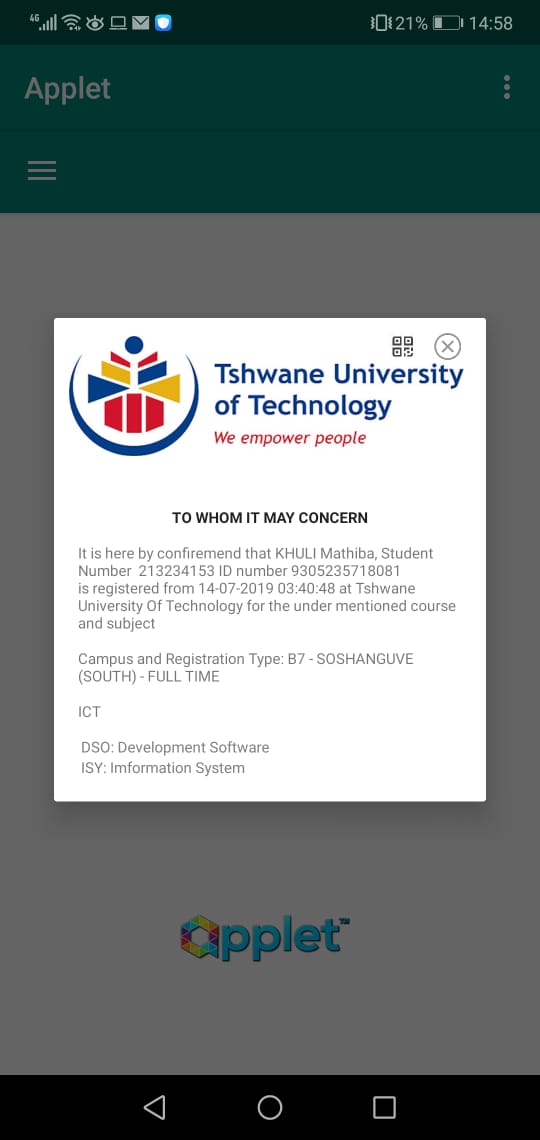 4G 21% 14:58
Applet
Tshwane University
of Technology
We empower people
TO WHOM IT MAY CONCERN
It is here by confiremend that KHULI Mathiba, Student
Number 213234153 ID number 9305235718081
is registered from 14-07-2019 03:40:48 at Tshwane
University Of Technology for the under mentioned course
and subject
Campus and Registration Type: B7 - SOSHANGUVE
(SOUTH) - FULL TIME
ICT
DSO: Development Software
ISY: Imformation System
applet™